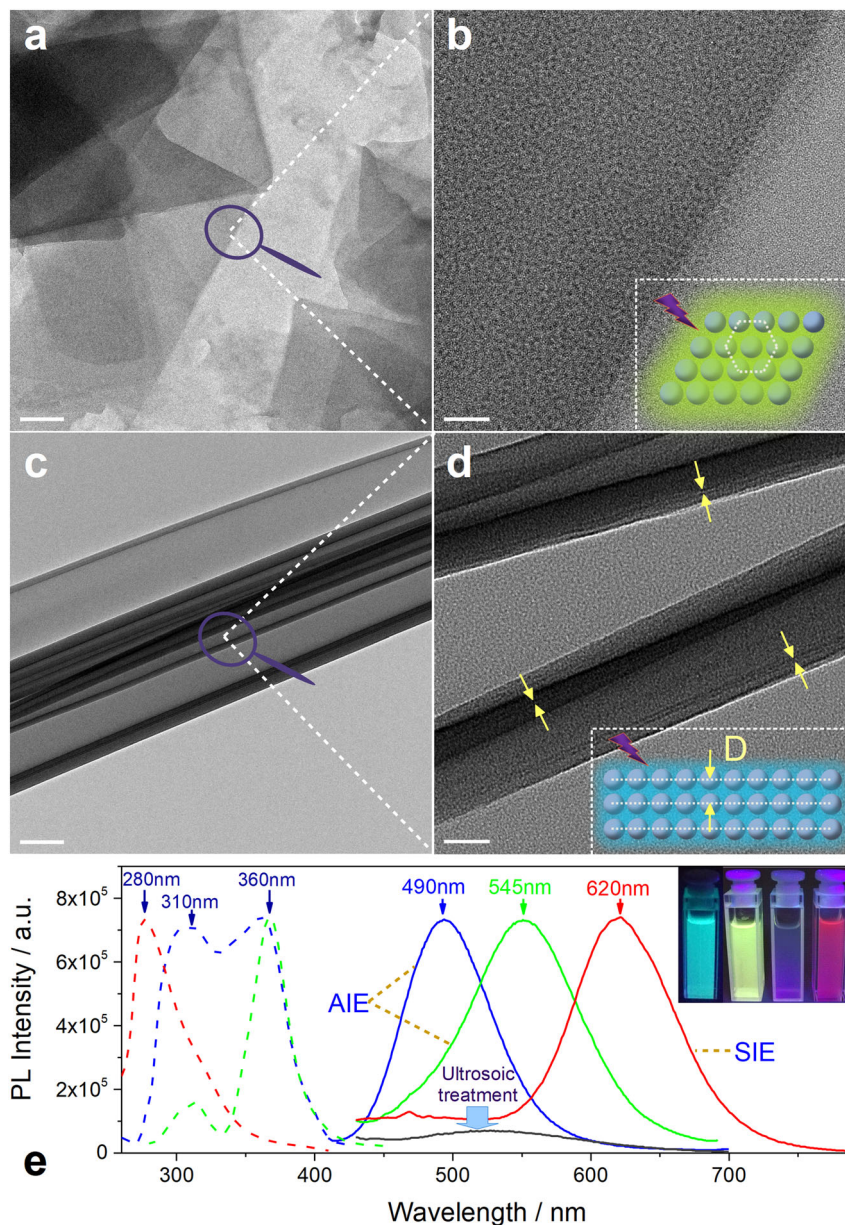 a
b
c
d
D
280nm
310nm
360nm
490nm
545nm
620nm
8x10⁵
6x10⁵
4x10⁵
2x10⁵
0
PL Intensity / a.u.
AIE
SIE
Ultrosoic
treatment
e
300
400
500
600
700
Wavelength / nm